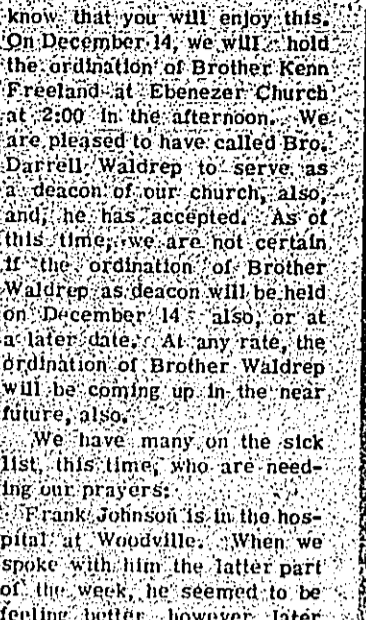 know that you will enjoy this.
On December 14, we will hold
the ordination of Brother Kenn
Freeland at Ebenezer Church
at 2:00 in the afternoon. We
are pleased to have called Bro.
Darrell Waldrep to serve as
a deacon of our church, also,
and, he has accepted. As of
this time, we are not certain
if the ordination of Brother
Waldrep as deacon will be held
on December 14 also, or at
a later date. At any rate, the
ordination of Brother Waldrep
will be coming up in the near
future, also.
We have many on the sick
list, this time, who are need-
ing our prayers:
Frank Johnson is in the hos-
pital at Woodville. When we
spoke with him the latter part
of the week, he seemed to be
feeling better, however, later